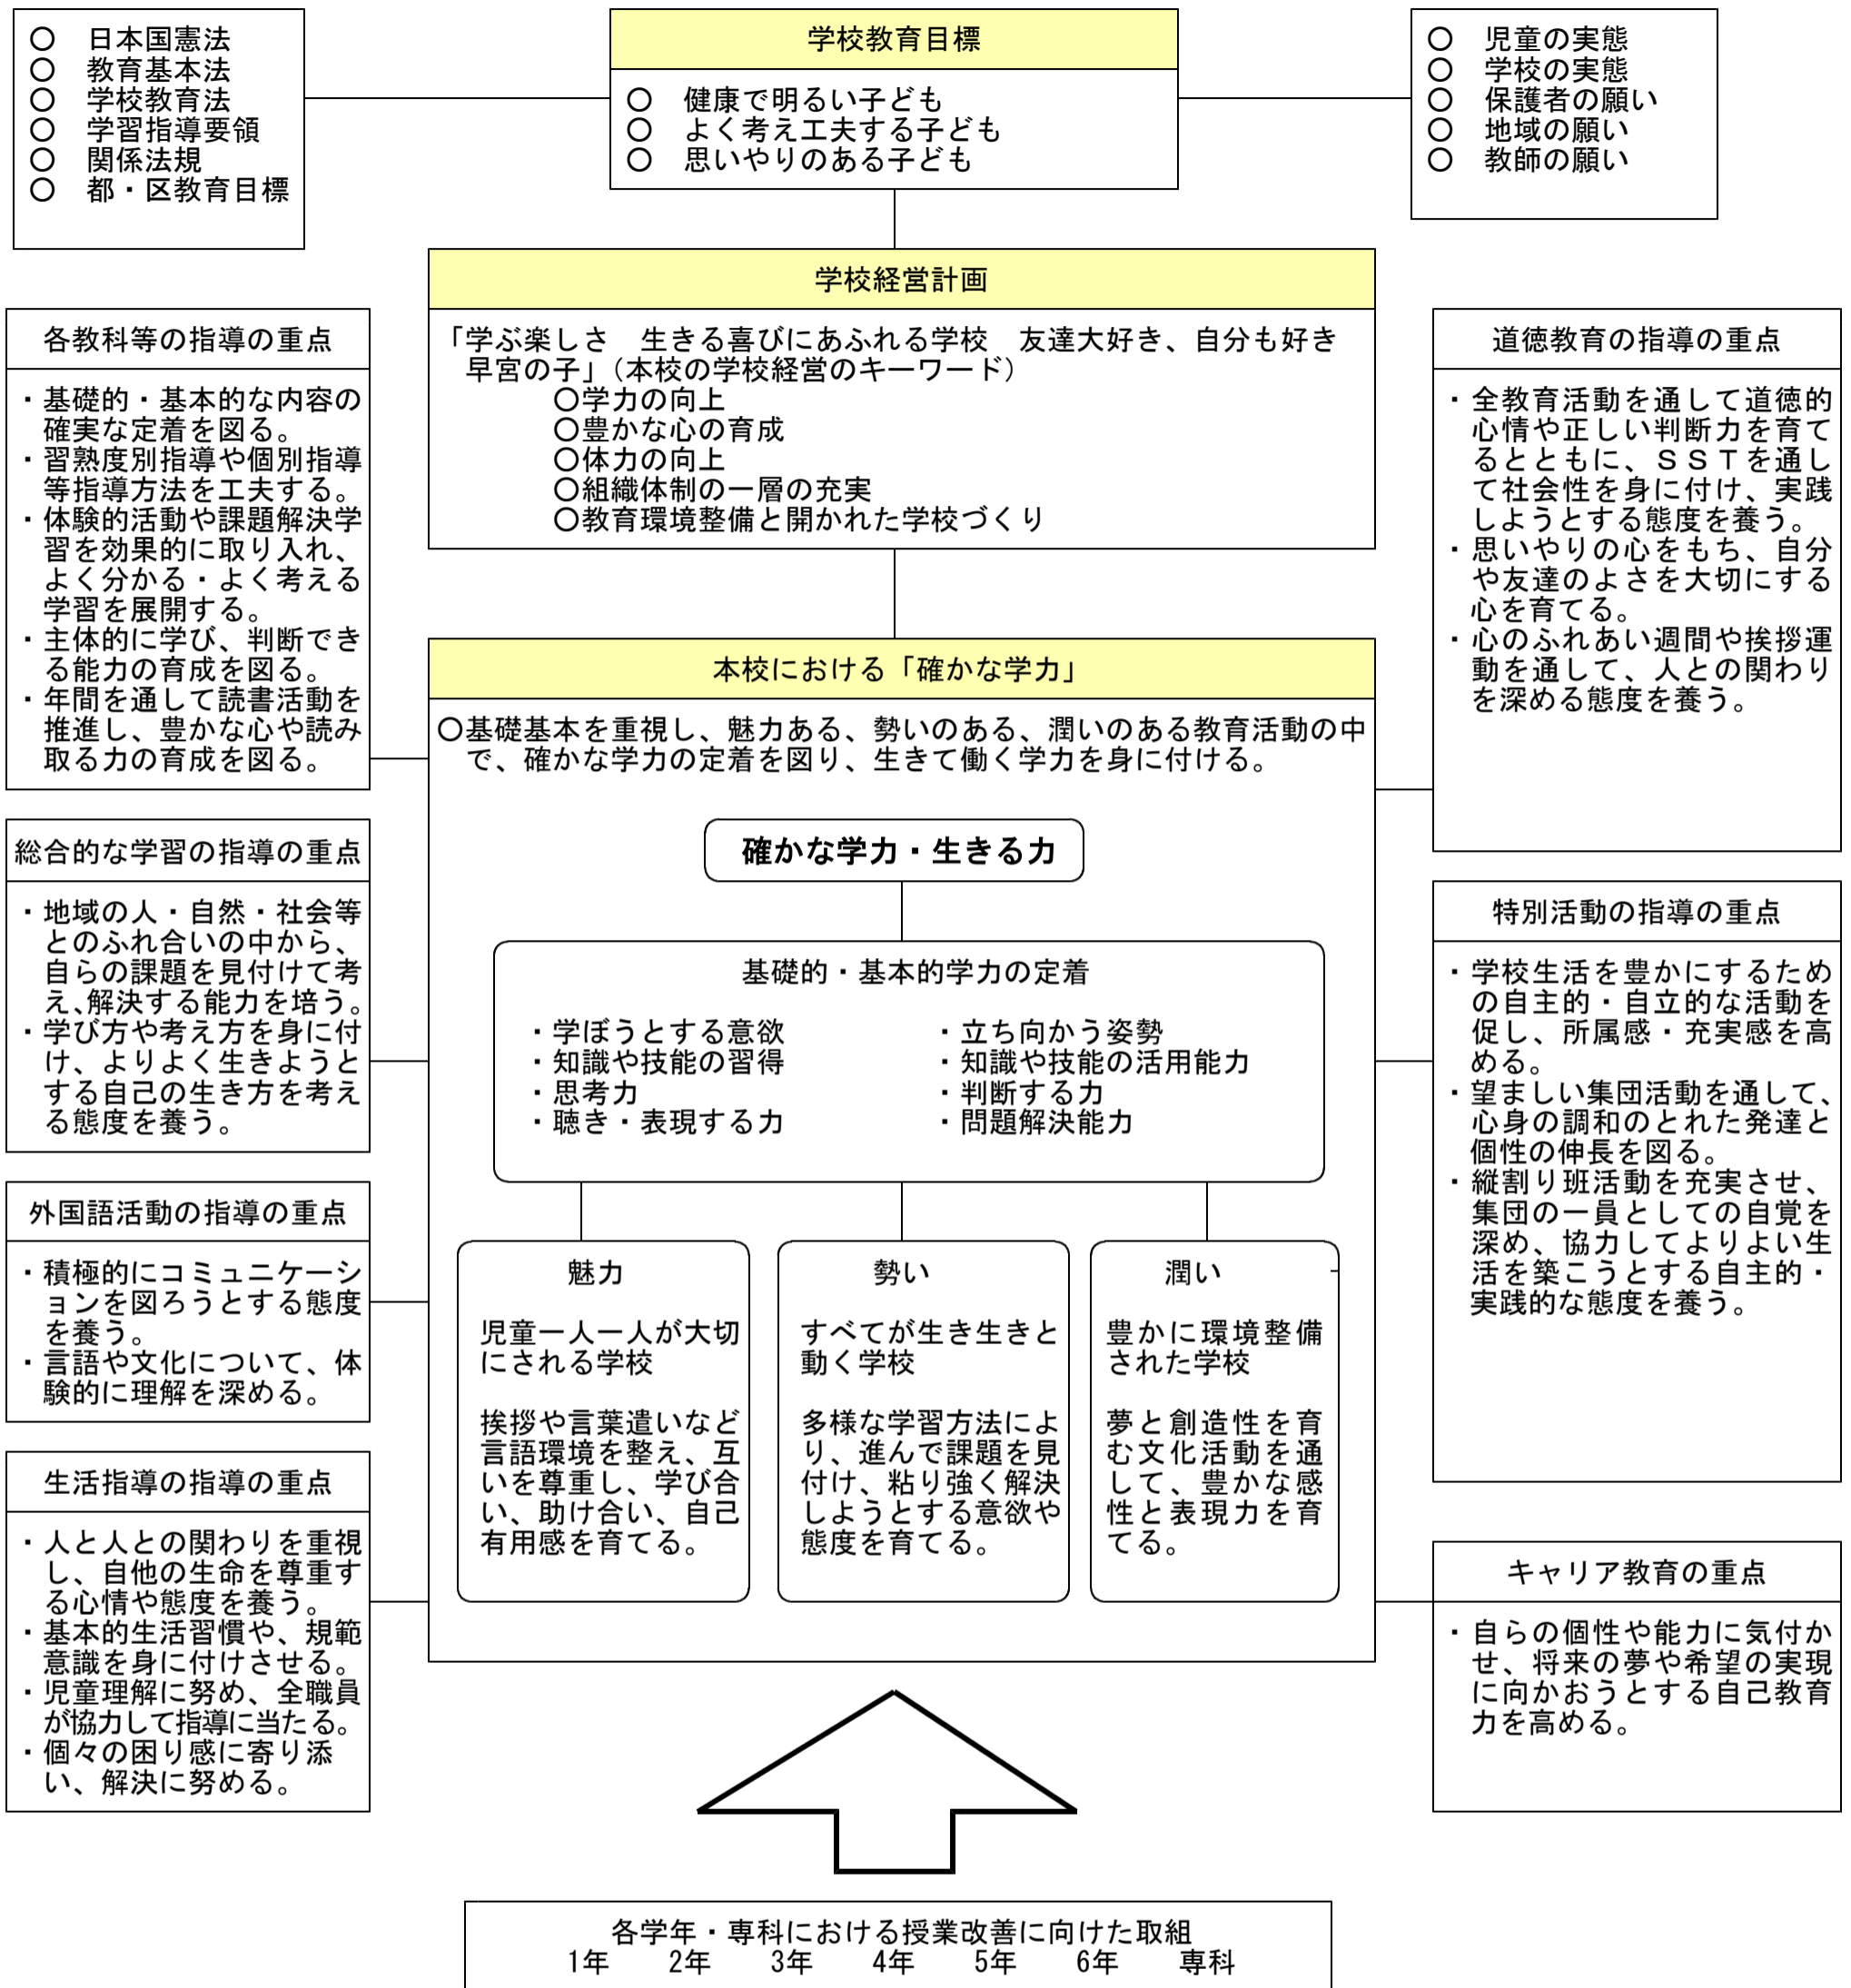 ○　日本国憲法
○　教育基本法
○　学校教育法
○　学習指導要領
○　関係法規
○　都・区教育目標
学校教育目標
○　健康で明るい子ども
○　よく考え工夫する子ども
○　思いやりのある子ども
○　児童の実態
○　学校の実態
○　保護者の願い
○　地域の願い
○　教師の願い
学校経営計画
「学ぶ楽しさ　生きる喜びにあふれる学校　友達大好き、自分も好き
早宮の子」（本校の学校経営のキーワード）
○学力の向上
○豊かな心の育成
○体力の向上
○組織体制の一層の充実
○教育環境整備と開かれた学校づくり
各教科等の指導の重点
・基礎的・基本的な内容の
確実な定着を図る。
・習熟度別指導や個別指導
等指導方法を工夫する。
・体験的活動や課題解決学
習を効果的に取り入れ、
よく分かる・よく考える
学習を展開する。
・主体的に学び、判断でき
る能力の育成を図る。
・年間を通して読書活動を
推進し、豊かな心や読み
取る力の育成を図る。
総合的な学習の指導の重点
・地域の人・自然・社会等
とのふれ合いの中から、
自らの課題を見付けて考
え、解決する能力を培う。
・学び方や考え方を身に付
け、よりよく生きようと
する自己の生き方を考え
る態度を養う。
外国語活動の指導の重点
・積極的にコミュニケーシ
ョンを図ろうとする態度
を養う。
・言語や文化について、体
験的に理解を深める。
生活指導の指導の重点
・人と人との関わりを重視
し、自他の生命を尊重す
る心情や態度を養う。
・基本的生活習慣や、規範
意識を身に付けさせる。
・児童理解に努め、全職員
が協力して指導に当たる。
・個々の困り感に寄り添
い、解決に努める。
本校における「確かな学力」
○基礎基本を重視し、魅力ある、勢いのある、潤いのある教育活動の中
で、確かな学力の定着を図り、生きて働く学力を身に付ける。
確かな学力・生きる力
基礎的・基本的学力の定着
・学ぼうとする意欲　・立ち向かう姿勢
・知識や技能の習得　・知識や技能の活用能力
・思考力　・判断する力
・聴き・表現する力　・問題解決能力
魅力
児童一人一人が大切
にされる学校
挨拶や言葉遣いなど
言語環境を整え、互
いを尊重し、学び合
い、助け合い、自己
有用感を育てる。
勢い
すべてが生き生きと
動く学校
多様な学習方法によ
り、進んで課題を見
付け、粘り強く解決
しようとする意欲や
態度を育てる。
潤い
豊かに環境整備
された学校
夢と創造性を育
む文化活動を通
して、豊かな感
性と表現力を育
てる。
道徳教育の指導の重点
・全教育活動を通して道徳的
心情や正しい判断力を育て
るとともに、ＳＳＴを通し
て社会性を身に付け、実践
しようとする態度を養う。
・思いやりの心をもち、自分
や友達のよさを大切にする
心を育てる。
・心のふれあい週間や挨拶運
動を通して、人との関わり
を深める態度を養う。
特別活動の指導の重点
・学校生活を豊かにするため
の自主的・自立的な活動を
促し、所属感・充実感を高
める。
・望ましい集団活動を通して、
心身の調和のとれた発達と
個性の伸長を図る。
・縦割り班活動を充実させ、
集団の一員としての自覚を
深め、協力してよりよい生
活を築こうとする自主的・
実践的な態度を養う。
キャリア教育の重点
・自らの個性や能力に気付か
せ、将来の夢や希望の実現
に向かおうとする自己教育
力を高める。
各学年・専科における授業改善に向けた取組
1年　2年　3年　4年　5年　6年　専科